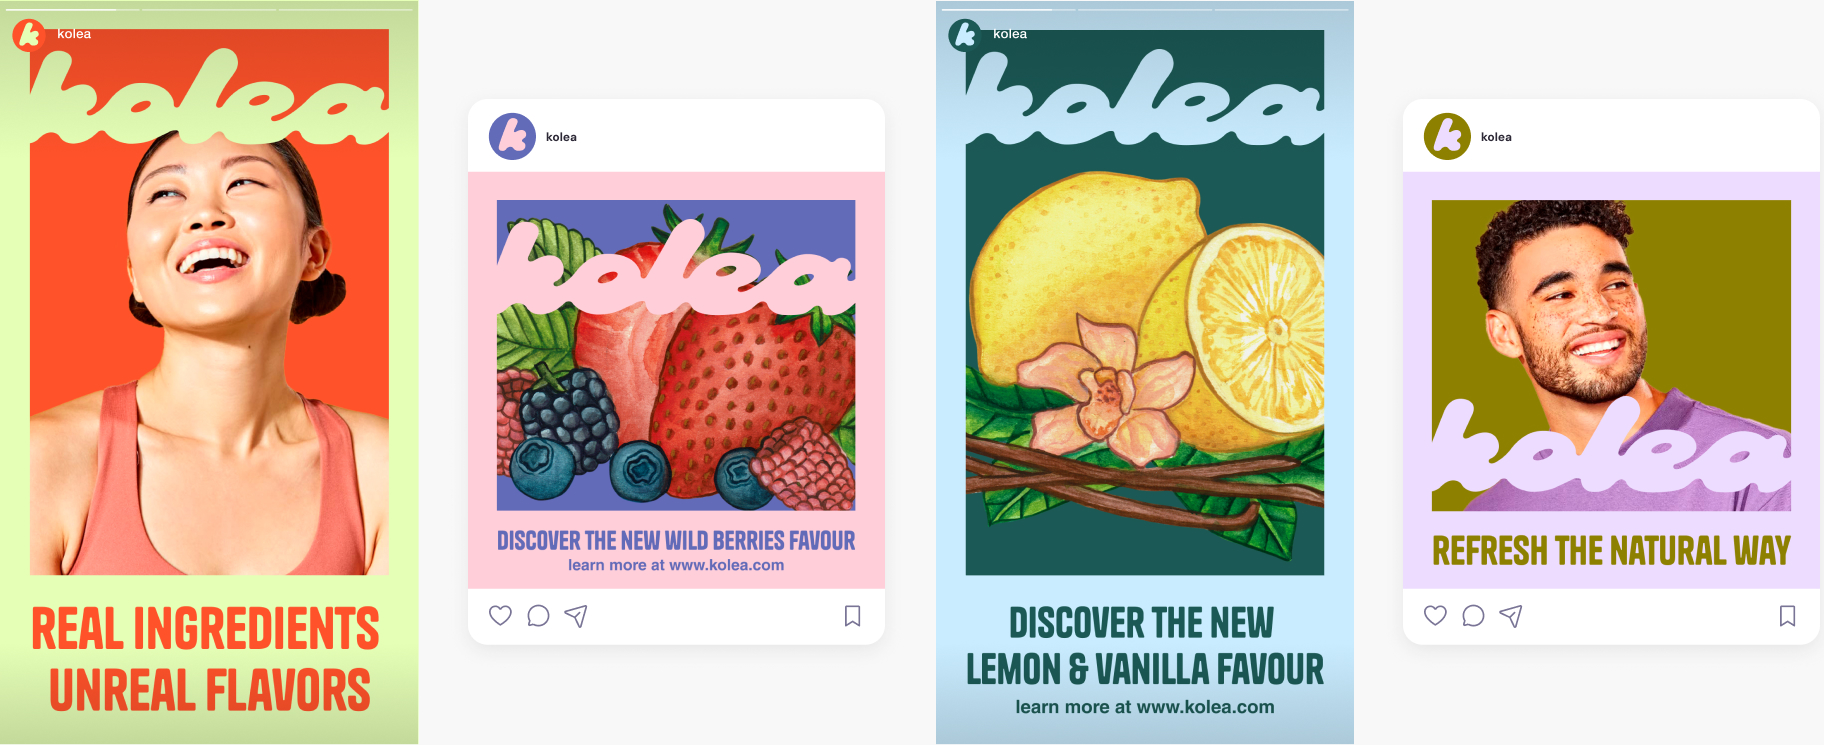 kolea
kolea
REAL INGREDIENTS
UNREAL FLAVORS
k
kolea
kolea
DISCOVER THE NEW WILD BERRIES FAVOUR
learn more at www.kolea.com
k
kolea
kolea
DISCOVER THE NEW
LEMON & VANILLA FAVOUR
learn more at www.kolea.com
k
kolea
kolea
REFRESH THE NATURAL WAY
k